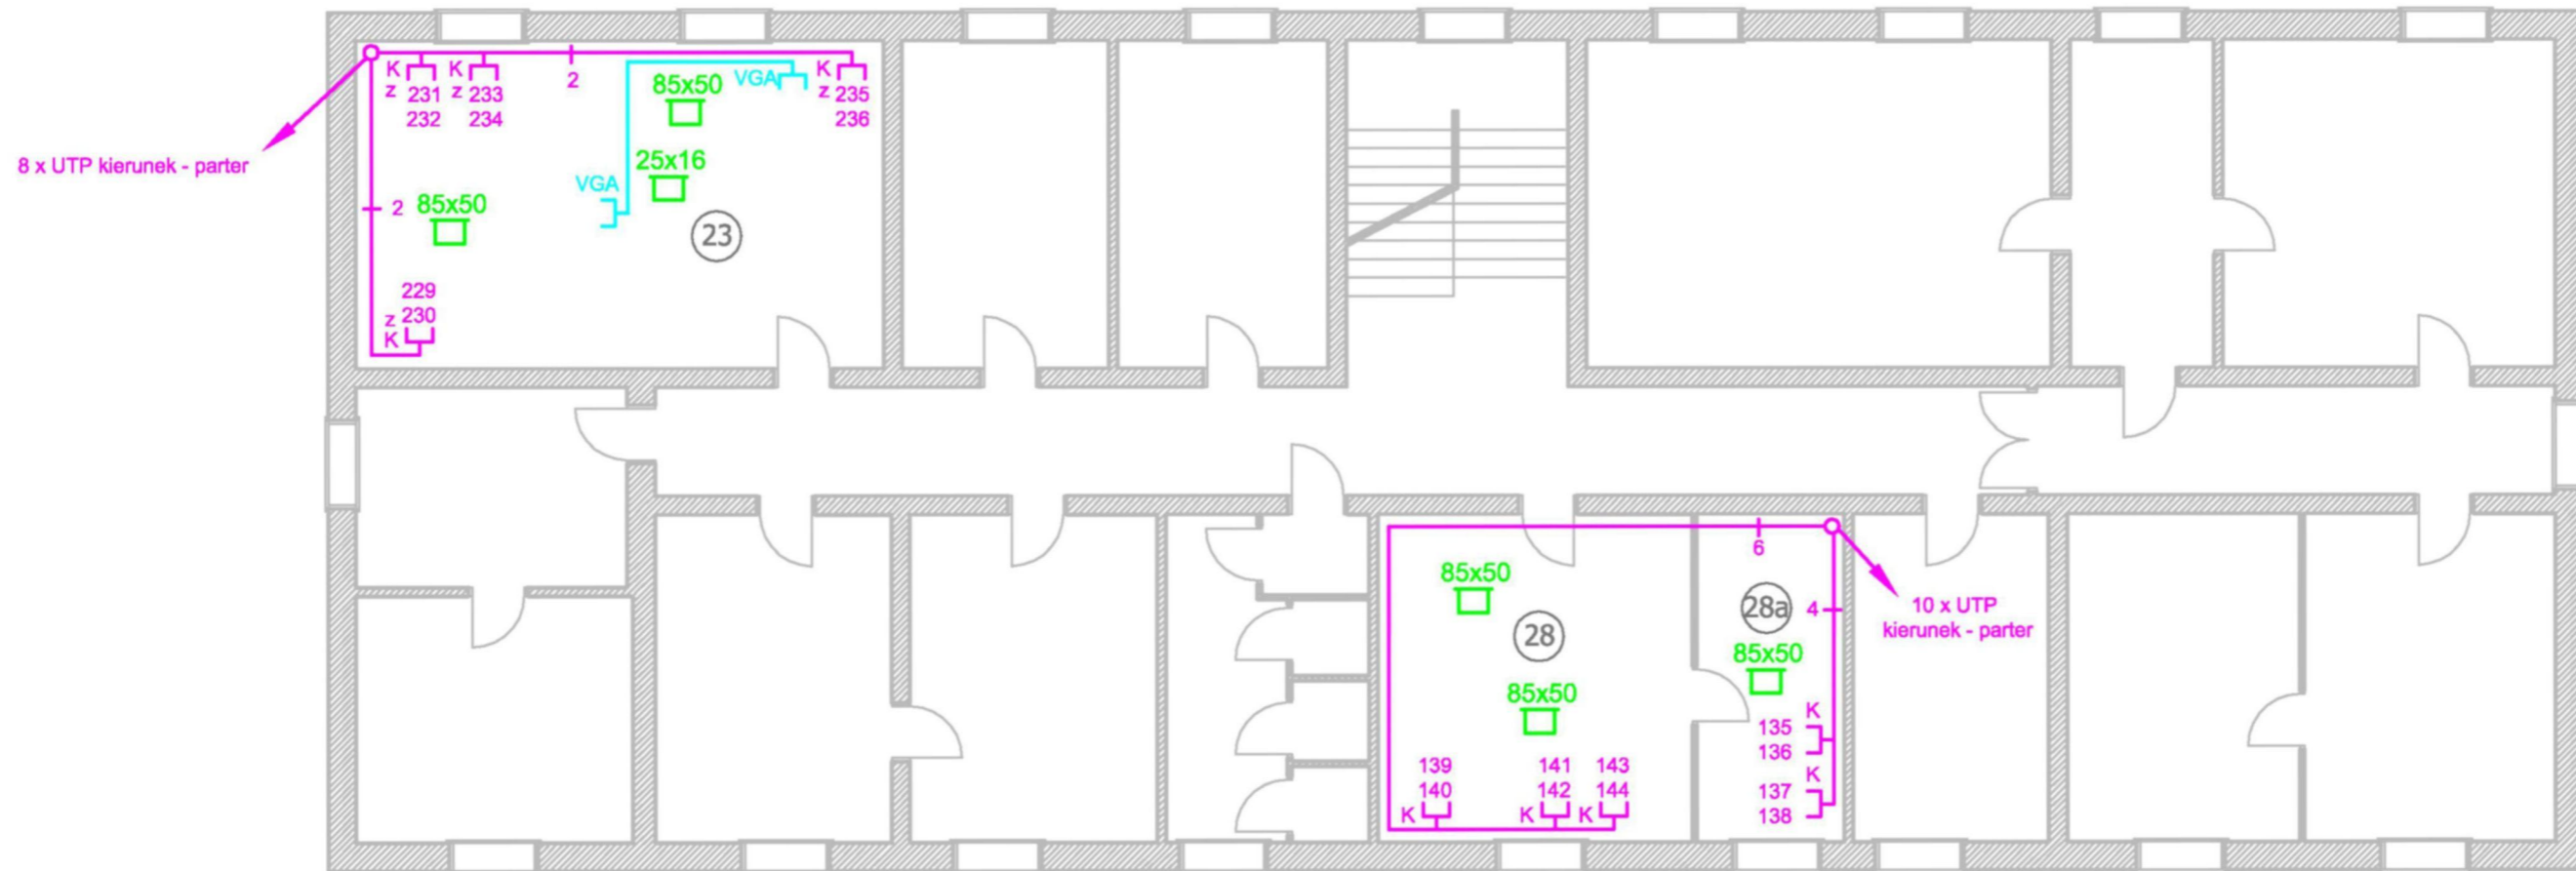 K
z
231
232
K
z
233
234
2
85x50
VGA
K
z
235
236
8 x UTP kierunek - parter
25x16
VGA
2
85x50
23
229
z 230
K
6
85x50
28a
4
10 x UTP
kierunek - parter
28
85x50
85x50
K
135
136
K
137
138
139
140
K
141
142
K
143
144
K